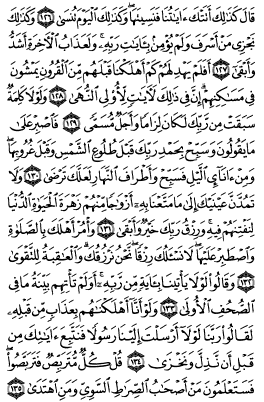 قَالَ كَذَٰلِكَ أَتَتْكَ ءَايَٰتُنَا فَنَسِيتَهَا ۖ وَكَذَٰلِكَ ٱلْيَوْمَ تُنسَىٰ ١٢٦ وَكَذَٰلِكَ
نَجْزِى مَنْ أَسْرَفَ وَلَمْ يُؤْمِنۢ بِـَٔايَٰتِ رَبِّهِۦ ۚ وَلَعَذَابُ ٱلْءَاخِرَةِ أَشَدُّ
وَأَبْقَىٰٓ ١٢٧ أَفَلَمْ يَهْدِ لَهُمْ كَمْ أَهْلَكْنَا قَبْلَهُم مِّنَ ٱلْقُرُونِ يَمْشُونَ
فِى مَسَٰكِنِهِمْ ۗ إِنَّ فِى ذَٰلِكَ لَءَايَٰتٍ لِّأُو۟لِى ٱلنُّهَىٰ ١٢٨ وَلَوْلَا كَلِمَةٌ
سَبَقَتْ مِن رَّبِّكَ لَكَانَ لِزَامًا وَأَجَلٌ مُّسَمًّى ١٢٩ فَٱصْبِرْ عَلَىٰ
مَا يَقُولُونَ وَسَبِّحْ بِحَمْدِ رَبِّكَ قَبْلَ طُلُوعِ ٱلشَّمْسِ وَقَبْلَ غُرُوبِهَا ۖ
وَمِنْ ءَانَآئِ ٱلَّيْلِ فَسَبِّحْ وَأَطْرَافَ ٱلنَّهَارِ لَعَلَّكَ تَرْضَىٰ ١٣٠ وَلَا
تَمُدَّنَّ عَيْنَيْكَ إِلَىٰ مَا مَتَّعْنَا بِهِۦٓ أَزْوَٰجًا مِّنْهُمْ زَهْرَةَ ٱلْحَيَوٰةِ ٱلدُّنْيَا
لِنَفْتِنَهُمْ فِيهِ ۚ وَرِزْقُ رَبِّكَ خَيْرٌ وَأَبْقَىٰ ١٣١ وَأْمُرْ أَهْلَكَ بِٱلصَّلَوٰةِ
وَٱصْطَبِرْ عَلَيْهَا ۖ لَا نَسْـَٔلُكَ رِزْقًا ۖ نَّحْنُ نَرْزُقُكَ ۗ وَٱلْعَٰقِبَةُ لِلتَّقْوَىٰ
١٣٢ وَقَالُوا۟ لَوْلَا يَأْتِينَا بِـَٔايَةٍ مِّن رَّبِّهِۦٓ ۚ أَوَلَمْ تَأْتِهِم بَيِّنَةُ مَا فِى
ٱلصُّحُفِ ٱلْأُولَىٰ ١٣٣ وَلَوْ أَنَّآ أَهْلَكْنَٰهُم بِعَذَابٍ مِّن قَبْلِهِۦ
لَقَالُوا۟ رَبَّنَا لَوْلَآ أَرْسَلْتَ إِلَيْنَا رَسُولًا فَنَتَّبِعَ ءَايَٰتِكَ مِن
قَبْلِ أَن نَّذِلَّ وَنَخْزَىٰ ١٣٤ قُلْ كُلٌّ مُّتَرَبِّصٌ فَتَرَبَّصُوا۟ ۖ
فَسَتَعْلَمُونَ مَنْ أَصْحَٰبُ ٱلصِّرَٰطِ ٱلسَّوِىِّ وَمَنِ ٱهْتَدَىٰ ١٣٥